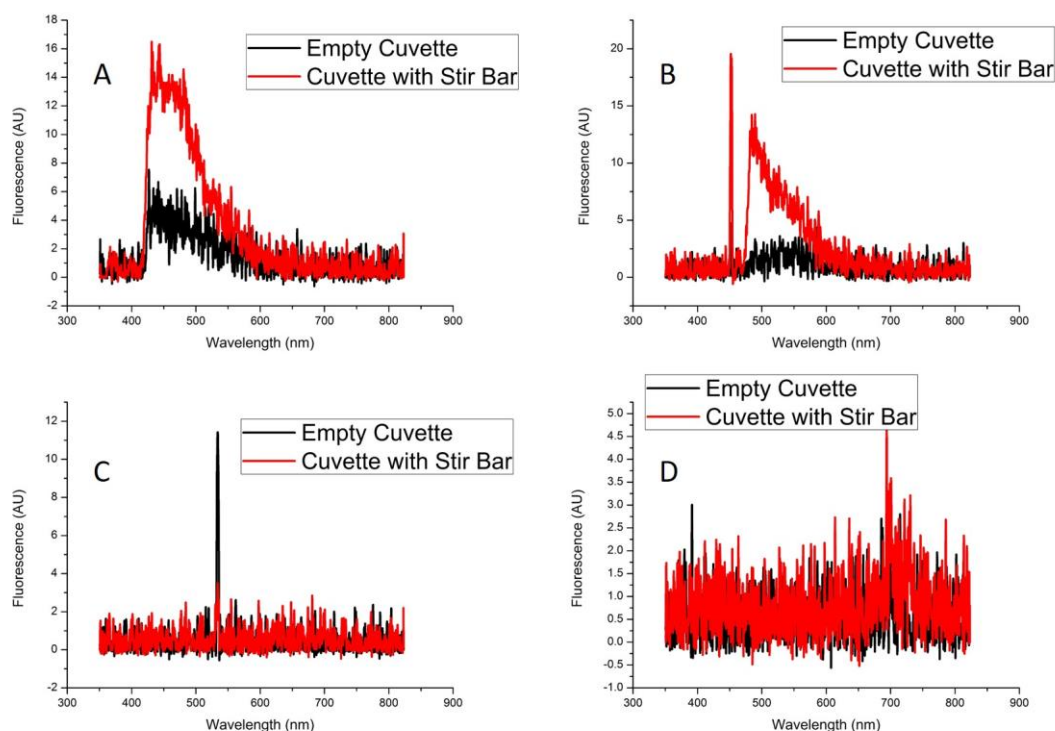 A
Empty Cuvette
Cuvette with Stir Bar
Fluorescence (AU)
18
16
14
12
10
8
6
4
2
0
-2
300 400 500 600 700 800 900
Wavelength (nm)
B
Empty Cuvette
Cuvette with Stir Bar
Fluorescence (AU)
20
15
10
5
0
300 400 500 600 700 800 900
Wavelength (nm)
C
Empty Cuvette
Cuvette with Stir Bar
Fluorescence (AU)
12
10
8
6
4
2
0
-2
300 400 500 600 700 800 900
Wavelength (nm)
D
Empty Cuvette
Cuvette with Stir Bar
Fluorescence (AU)
5.0
4.5
4.0
3.5
3.0
2.5
2.0
1.5
1.0
0.5
0.0
-0.5
-1.0
300 400 500 600 700 800 900
Wavelength (nm)